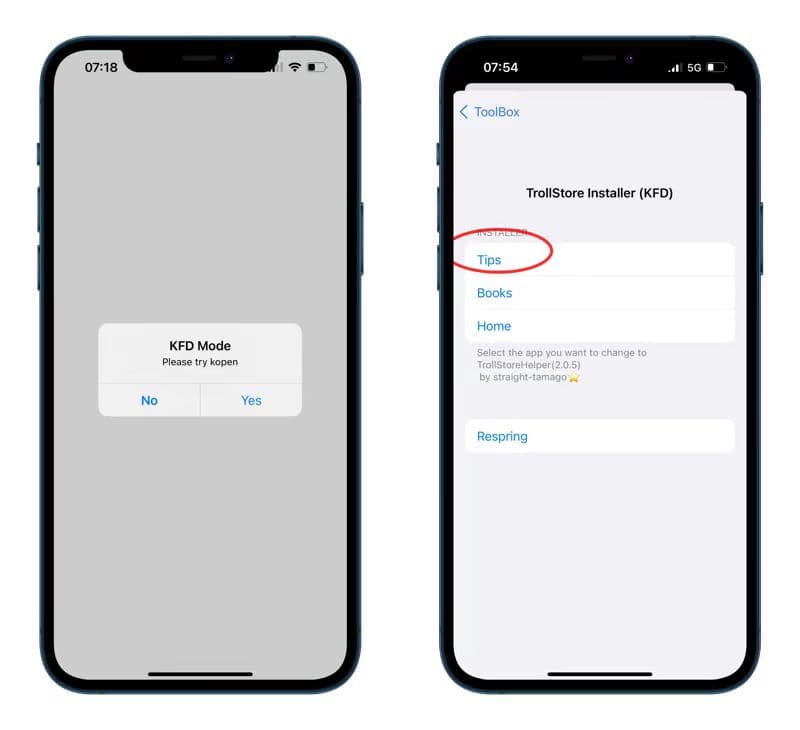 07:18
KFD Mode
Please try kopen
No
Yes
07:54
5G
ToolBox
TrollStore Installer (KFD)
INSTALLER
Tips
Books
Home
Select the app you want to change to
TrollStoreHelper(2.0.5)
by straight-tamago⭐
Respring